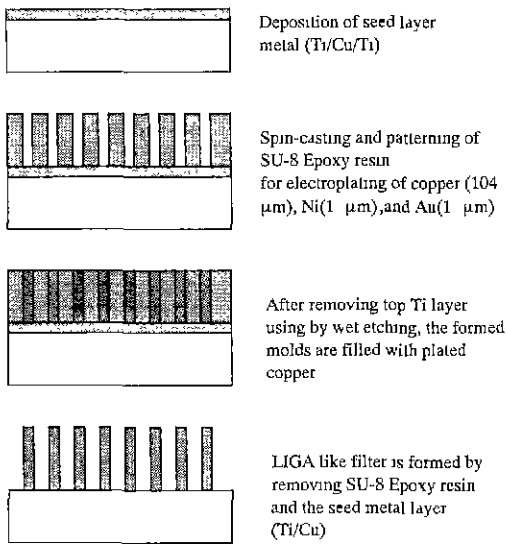 Deposition of seed layer
metal (Ti/Cu/Ti)
Spin-casting and patterning of
SU-8 Epoxy resin
for electroplating of copper (104
μm), Ni(1 μm),and Au(1 μm)
After removing top Ti layer
using by wet etching, the formed
molds are filled with plated
copper
LIGA like filter is formed by
removing SU-8 Epoxy resin
and the seed metal layer
(Ti/Cu)